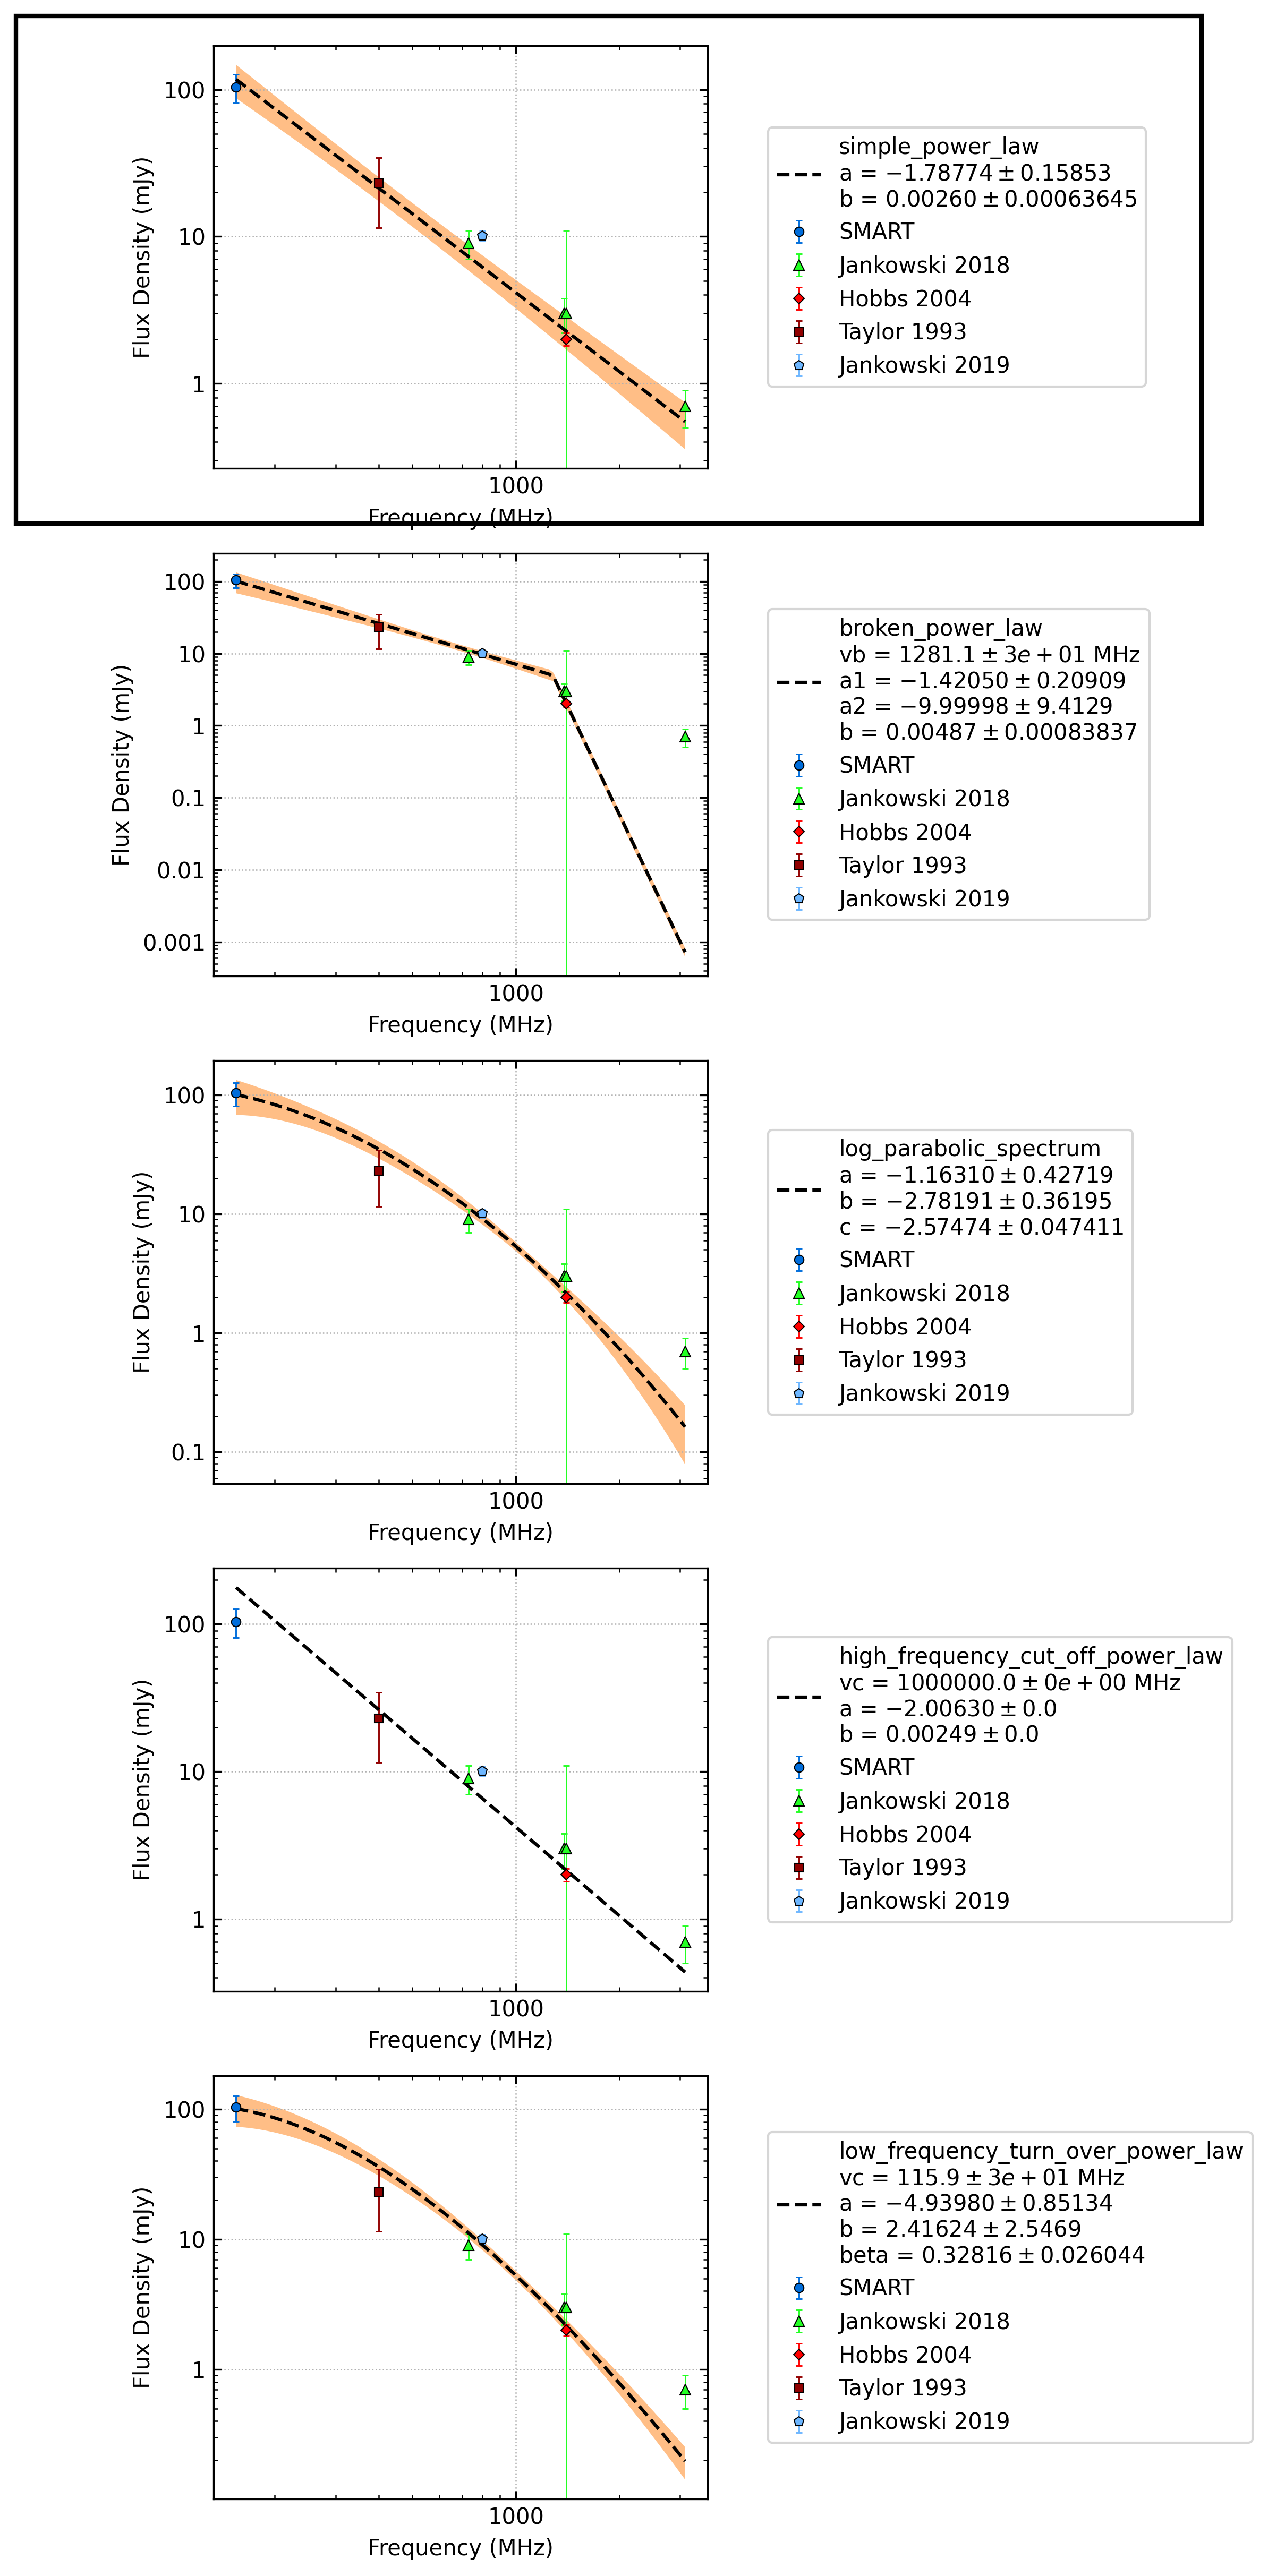 100
10
1
Flux Density (mJy)
1000
Frequency (MHz)
simple_power_law
a = −1.78774 ± 0.15853
b = 0.00260 ± 0.00063645
SMART
Jankowski 2018
Hobbs 2004
Taylor 1993
Jankowski 2019
100
10
1
0.1
0.01
0.001
Flux Density (mJy)
1000
Frequency (MHz)
broken_power_law
vb = 1281.1 ± 3e + 01 MHz
a1 = −1.42050 ± 0.20909
a2 = −9.99998 ± 9.4129
b = 0.00487 ± 0.00083837
SMART
Jankowski 2018
Hobbs 2004
Taylor 1993
Jankowski 2019
100
10
1
0.1
Flux Density (mJy)
1000
Frequency (MHz)
log_parabolic_spectrum
a = −1.16310 ± 0.42719
b = −2.78191 ± 0.36195
c = −2.57474 ± 0.047411
SMART
Jankowski 2018
Hobbs 2004
Taylor 1993
Jankowski 2019
100
10
1
Flux Density (mJy)
1000
Frequency (MHz)
high_frequency_cut_off_power_law
vc = 1000000.0 ± 0e + 00 MHz
a = −2.00630 ± 0.0
b = 0.00249 ± 0.0
SMART
Jankowski 2018
Hobbs 2004
Taylor 1993
Jankowski 2019
100
10
1
Flux Density (mJy)
1000
Frequency (MHz)
low_frequency_turn_over_power_law
vc = 115.9 ± 3e + 01 MHz
a = −4.93980 ± 0.85134
b = 2.41624 ± 2.5469
beta = 0.32816 ± 0.026044
SMART
Jankowski 2018
Hobbs 2004
Taylor 1993
Jankowski 2019